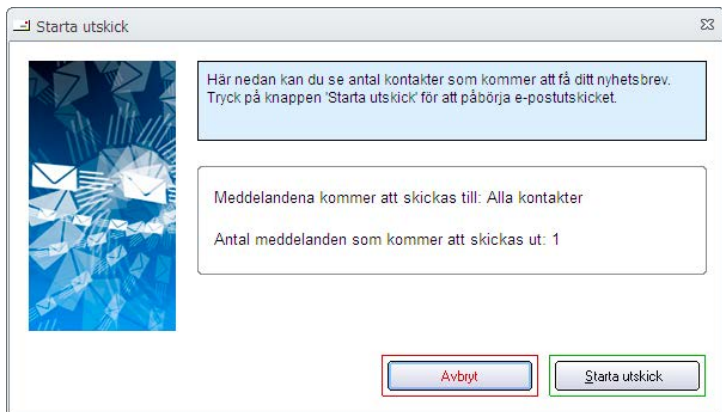 Starta utskick
Här nedan kan du se antal kontakter som kommer att få ditt nyhetsbrev.
Tryck på knappen 'Starta utskick' för att påbörja e-postutskicket.
Meddelandena kommer att skickas till: Alla kontakter
Antal meddelanden som kommer att skickas ut: 1
Avbryt
Starta utskick